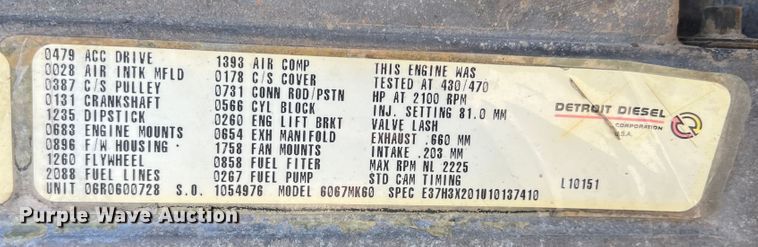 0479 ACC DRIVE
0028 AIR INTK MFLD
0387 C/S PULLEY
0131 CRANKSHAFT
1235 DIPSTICK
0683 ENGINE MOUNTS
0896 F/W HOUSING
1260 FLYWHEEL
2088 FUEL LINES
1393 AIR COMP
0178 C/S COVER
0731 CONN ROD/PSTN
0566 CYL BLOCK
0260 ENG LIFT BRKT
0654 EXH MANIFOLD
1758 FAN MOUNTS
0858 FUEL FITER
0267 FUEL PUMP
THIS ENGINE WAS
TESTED AT 430/470
HP AT 2100 RPM
INJ. SETTING 81.0 MM
VALVE LASH
EXHAUST .660 MM
INTAKE .203 MM
MAX RPM NL 2225
STD CAM TIMING
UNIT 06R0600728 S.O. 1054976 MODEL 6067MK60 SPEC E37H3X201U10137410
DETROIT DIESEL
CORPORATION
U.S.A.
L10151
Purple Wave Auction